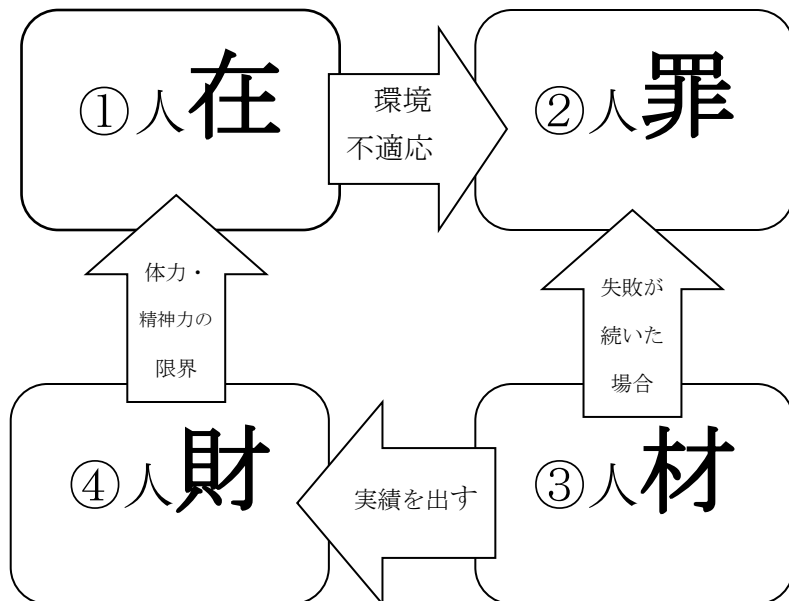 ①人在
環境
不適応
②人罪
体力・
精神力の
限界
失敗が
続いた
場合
④人財
実績を出す
③人材